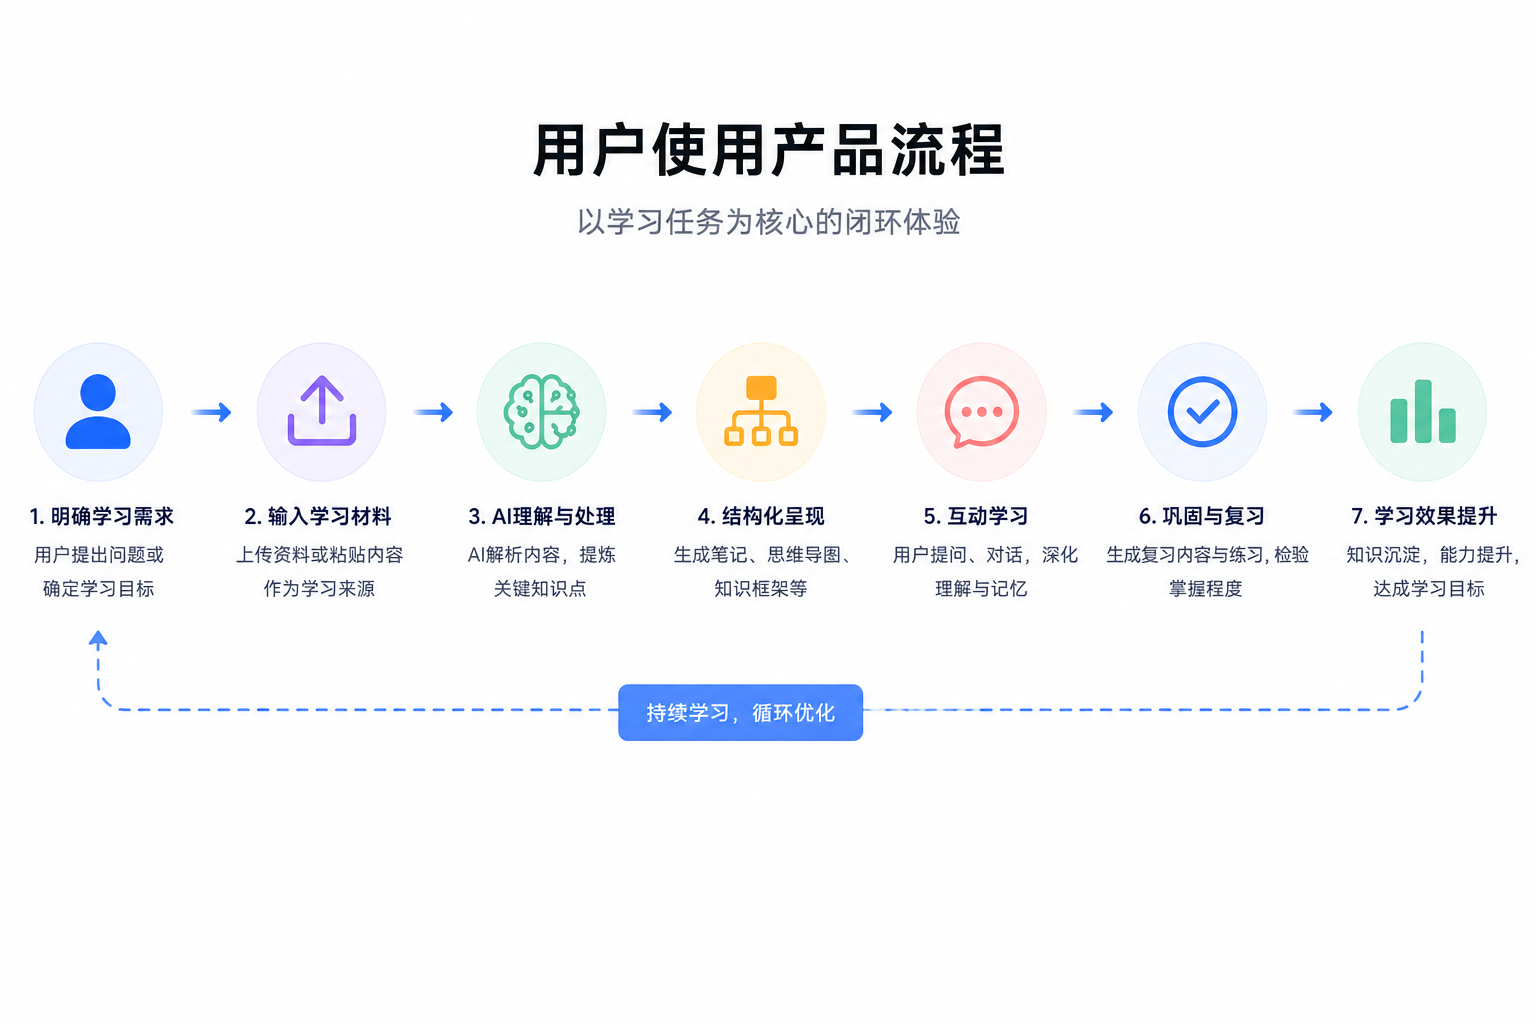 用户使用产品流程
以学习任务为核心的闭环体验
1. 明确学习需求
用户提出问题或
确定学习目标
2. 输入学习材料
上传资料或粘贴内容
作为学习来源
3. AI理解与处理
AI解析内容，提炼
关键知识点
4. 结构化呈现
生成笔记、思维导图、
知识框架等
5. 互动学习
用户提问、对话，深化
理解与记忆
6. 巩固与复习
生成复习内容与练习, 检验
掌握程度
7. 学习效果提升
知识沉淀，能力提升，
达成学习目标
持续学习，循环优化